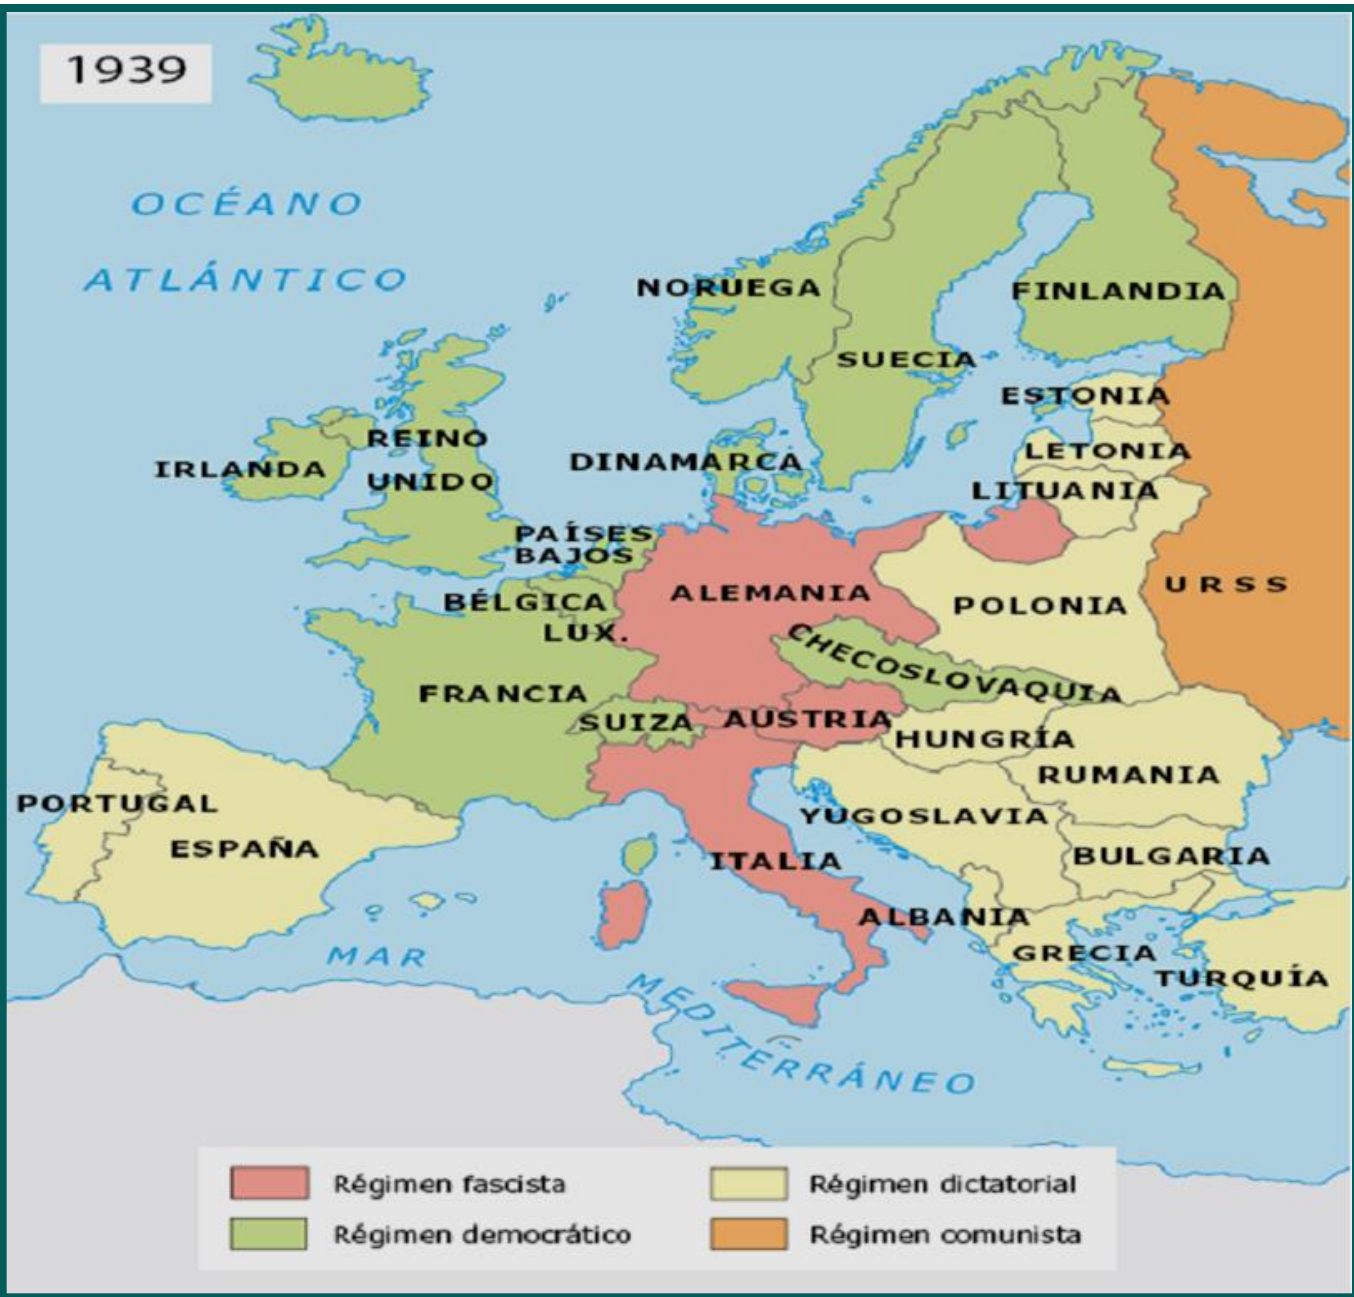 1939
OCÉANO
ATLÁNTICO
NORUEGA
FINLANDIA
SUECIA
ESTONIA
REINO
UNIDO
IRLANDA
DINAMARCA
LETONIA
LITUANIA
PAÍSES
BAJOS
ALEMANIA
URSS
BÉLGICA
POLONIA
LUX.
CHECOSLOVAQUIA
FRANCIA
SUIZA
AUSTRIA
HUNGRÍA
RUMANIA
PORTUGAL
ESPAÑA
YUGOSLAVIA
BULGARIA
ITALIA
ALBANIA
GRECIA
TURQUÍA
MAR
MEDITERRÁNEO
Régimen fascista
Régimen dictatorial
Régimen democrático
Régimen comunista